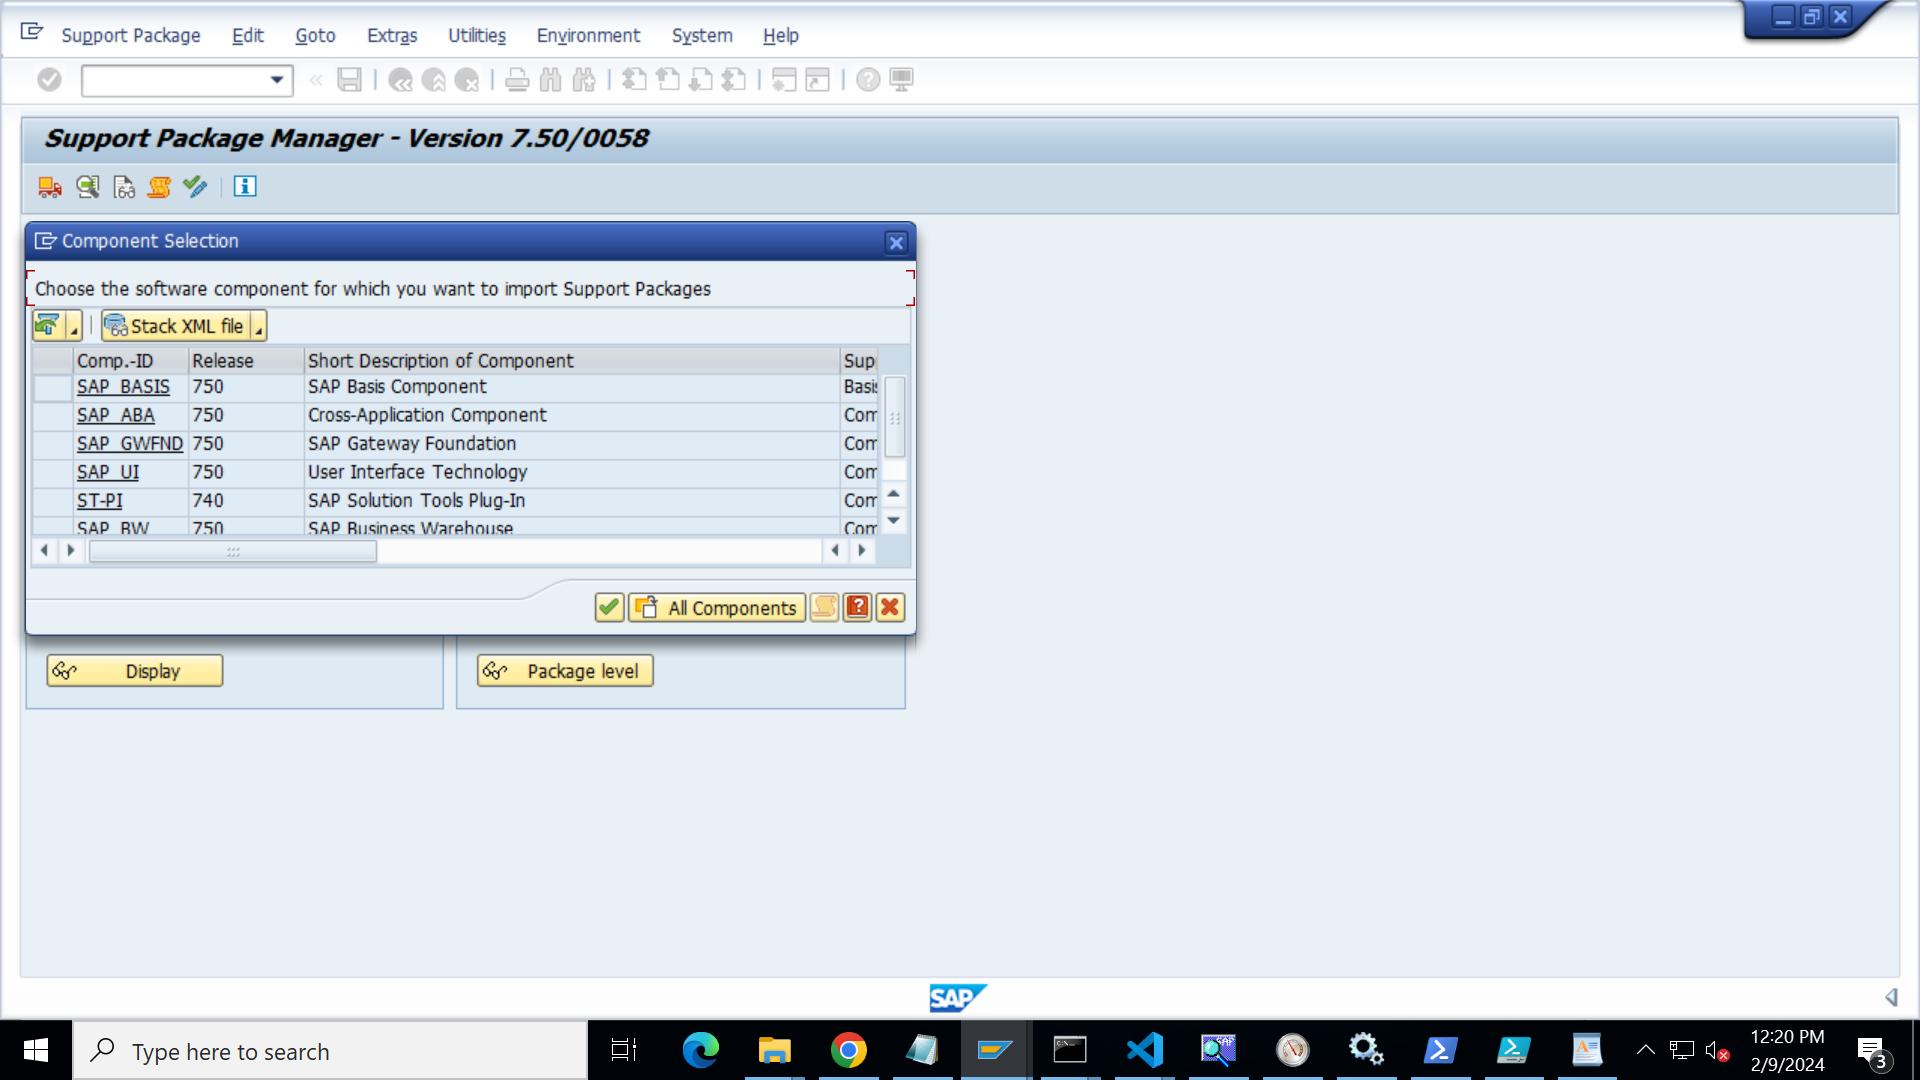 Support Package Edit Goto Extras Utilities Environment System Help
Support Package Manager - Version 7.50/0058
Component Selection
Choose the software component for which you want to import Support Packages
Stack XML file
Comp.-ID Release Short Description of Component Sup
SAP_BASIS 750 SAP Basis Component Basis
SAP_ABA 750 Cross-Application Component Com
SAP_GWFND 750 SAP Gateway Foundation Com
SAP_UI 750 User Interface Technology Com
ST-PI 740 SAP Solution Tools Plug-In Com
SAP_BW 750 SAP Business Warehouse Com
All Components
Display Package level
SAP
Type here to search
12:20 PM
2/9/2024
3